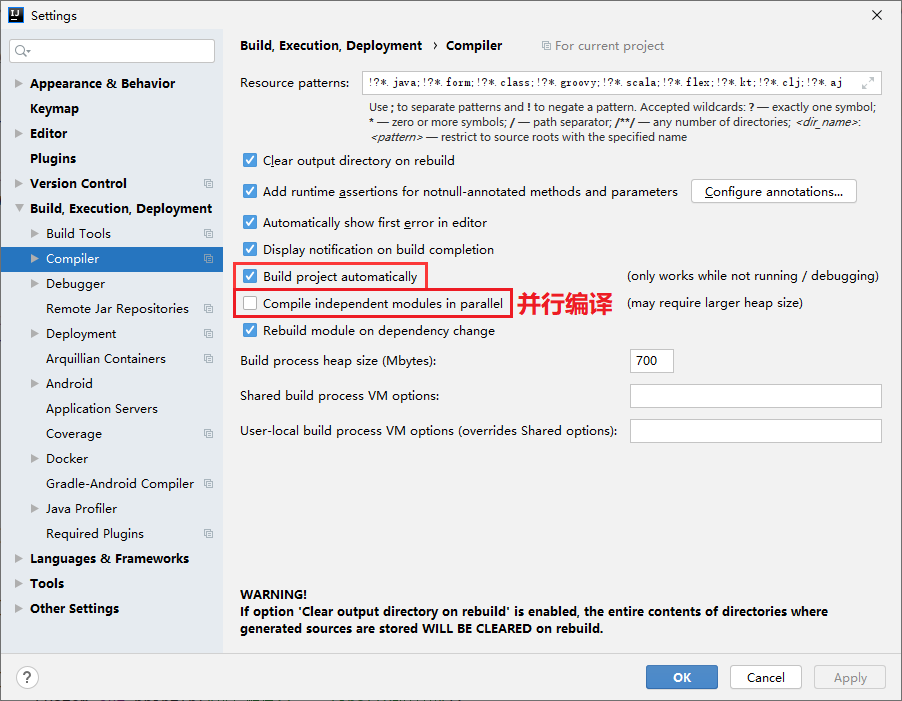 Settings
Build, Execution, Deployment › Compiler For current project
Appearance & Behavior
Keymap
Editor
Plugins
Version Control
Build, Execution, Deployment
Build Tools
Compiler
Debugger
Remote Jar Repositories
Deployment
Arquillian Containers
Android
Application Servers
Coverage
Docker
Gradle-Android Compiler
Java Profiler
Required Plugins
Languages & Frameworks
Tools
Other Settings
Resource patterns: !?*.java;!?*.form;!?*.class;!?*.groovy;!?*.scala;!?*.flex;!?*.kt;!?*.clj;!?*.aj
Use ; to separate patterns and ! to negate a pattern. Accepted wildcards: ? — exactly one symbol;
* — zero or more symbols; / — path separator; /**/ — any number of directories; <dir_name>:
<pattern> — restrict to source roots with the specified name
Clear output directory on rebuild
Add runtime assertions for notnull-annotated methods and parameters Configure annotations...
Automatically show first error in editor
Display notification on build completion
Build project automatically (only works while not running / debugging)
Compile independent modules in parallel 并行编译 (may require larger heap size)
Rebuild module on dependency change
Build process heap size (Mbytes): 700
Shared build process VM options:
User-local build process VM options (overrides Shared options):
WARNING!
If option 'Clear output directory on rebuild' is enabled, the entire contents of directories where
generated sources are stored WILL BE CLEARED on rebuild.
? OK Cancel Apply